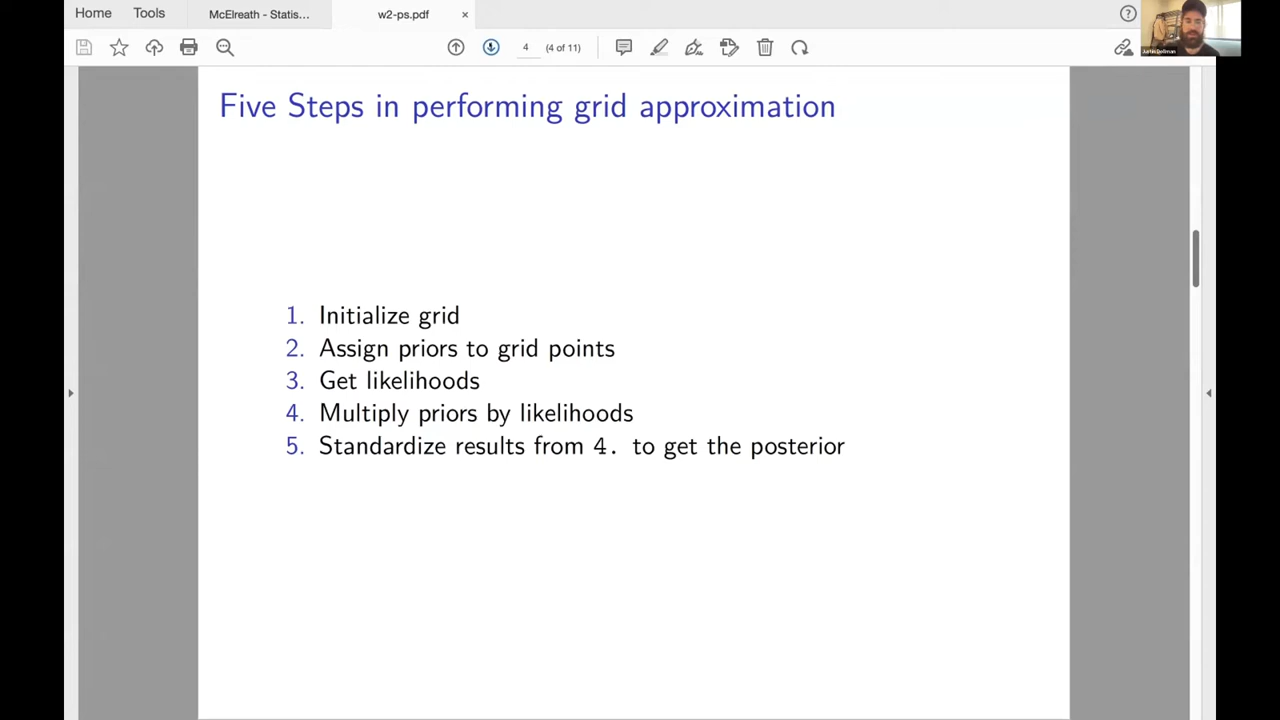 Home
Tools
McElreath - Statis...
w2-ps.pdf
4
(4 of 11)
Five Steps in performing grid approximation
1. Initialize grid
2. Assign priors to grid points
3. Get likelihoods
4. Multiply priors by likelihoods
5. Standardize results from 4. to get the posterior